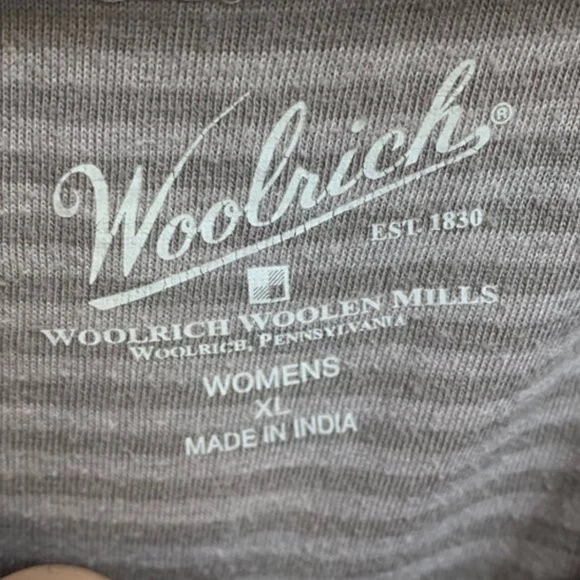 Woolrich®
EST. 1830
WOOLRICH WOOLEN MILLS
WOOLRICH, PENNSYLVANIA
WOMENS
XL
MADE IN INDIA